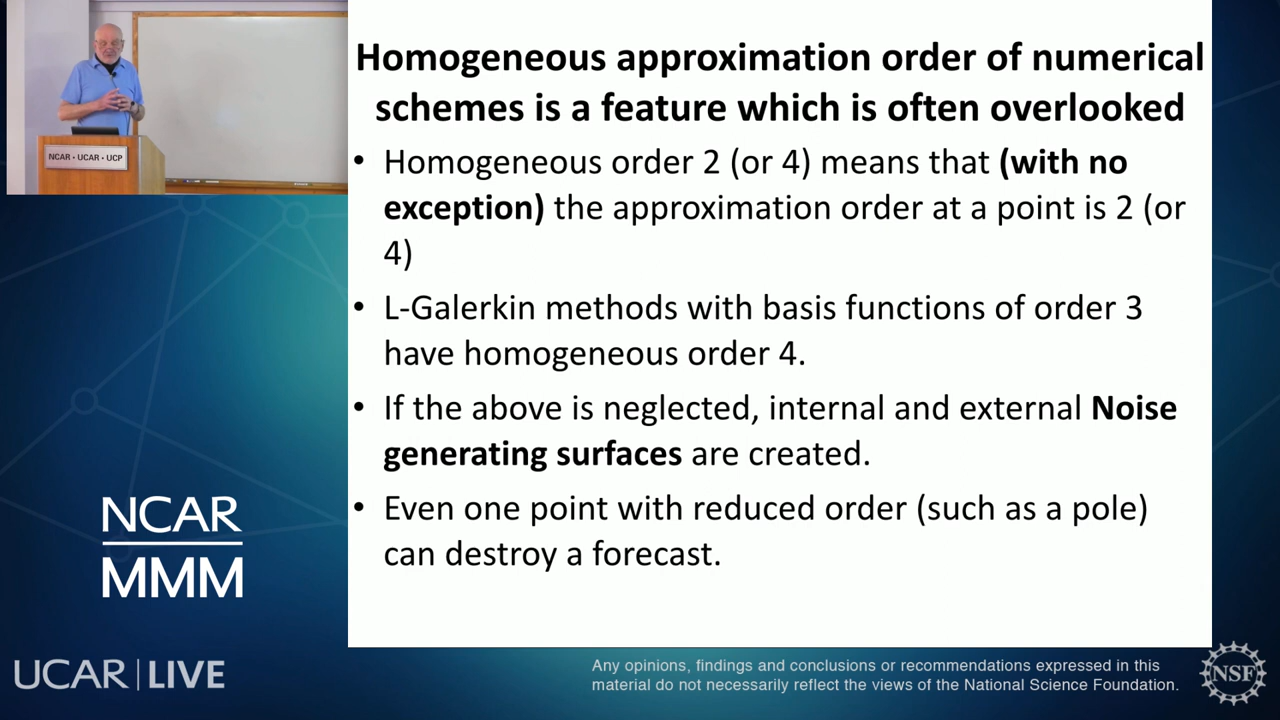 NCAR • UCAR • UCP
Homogeneous approximation order of numerical
schemes is a feature which is often overlooked
• Homogeneous order 2 (or 4) means that (with no
exception) the approximation order at a point is 2 (or
4)
• L-Galerkin methods with basis functions of order 3
have homogeneous order 4.
• If the above is neglected, internal and external Noise
generating surfaces are created.
• Even one point with reduced order (such as a pole)
can destroy a forecast.
NCAR
MMM
UCAR | LIVE
Any opinions, findings and conclusions or recommendations expressed in this
material do not necessarily reflect the views of the National Science Foundation.
NSF